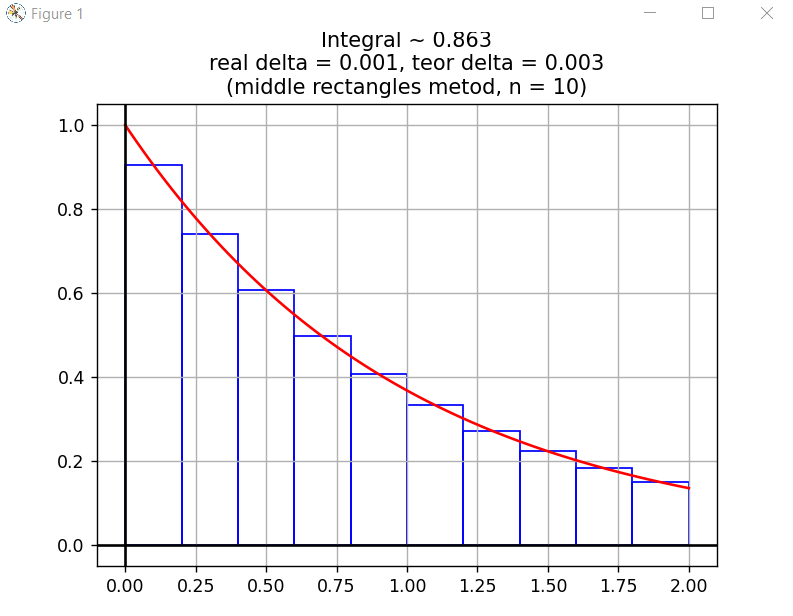 Figure 1
Integral ~ 0.863
real delta = 0.001, teor delta = 0.003
(middle rectangles metod, n = 10)
1.0
0.8
0.6
0.4
0.2
0.0
0.00 0.25 0.50 0.75 1.00 1.25 1.50 1.75 2.00